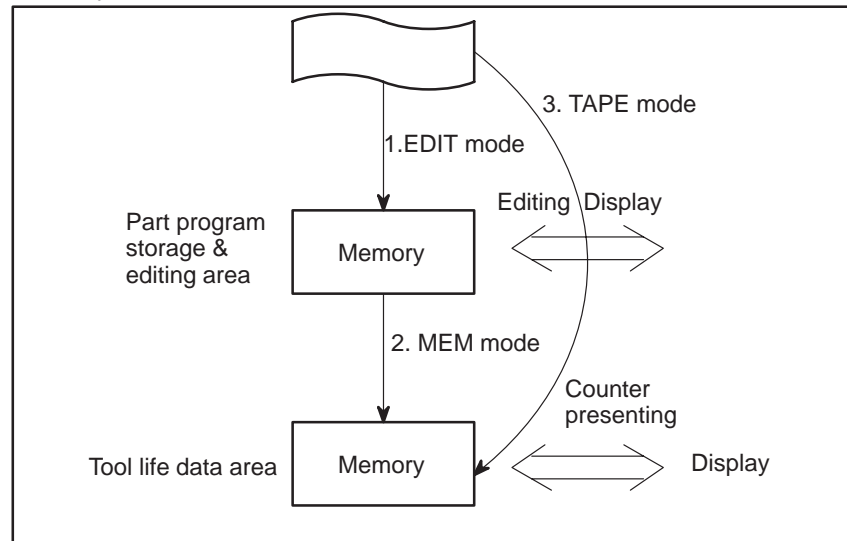 3. TAPE mode
1.EDIT mode
Editing Display
Part program
storage &
editing area
Memory
2. MEM mode
Counter
presenting
Tool life data area
Memory
Display